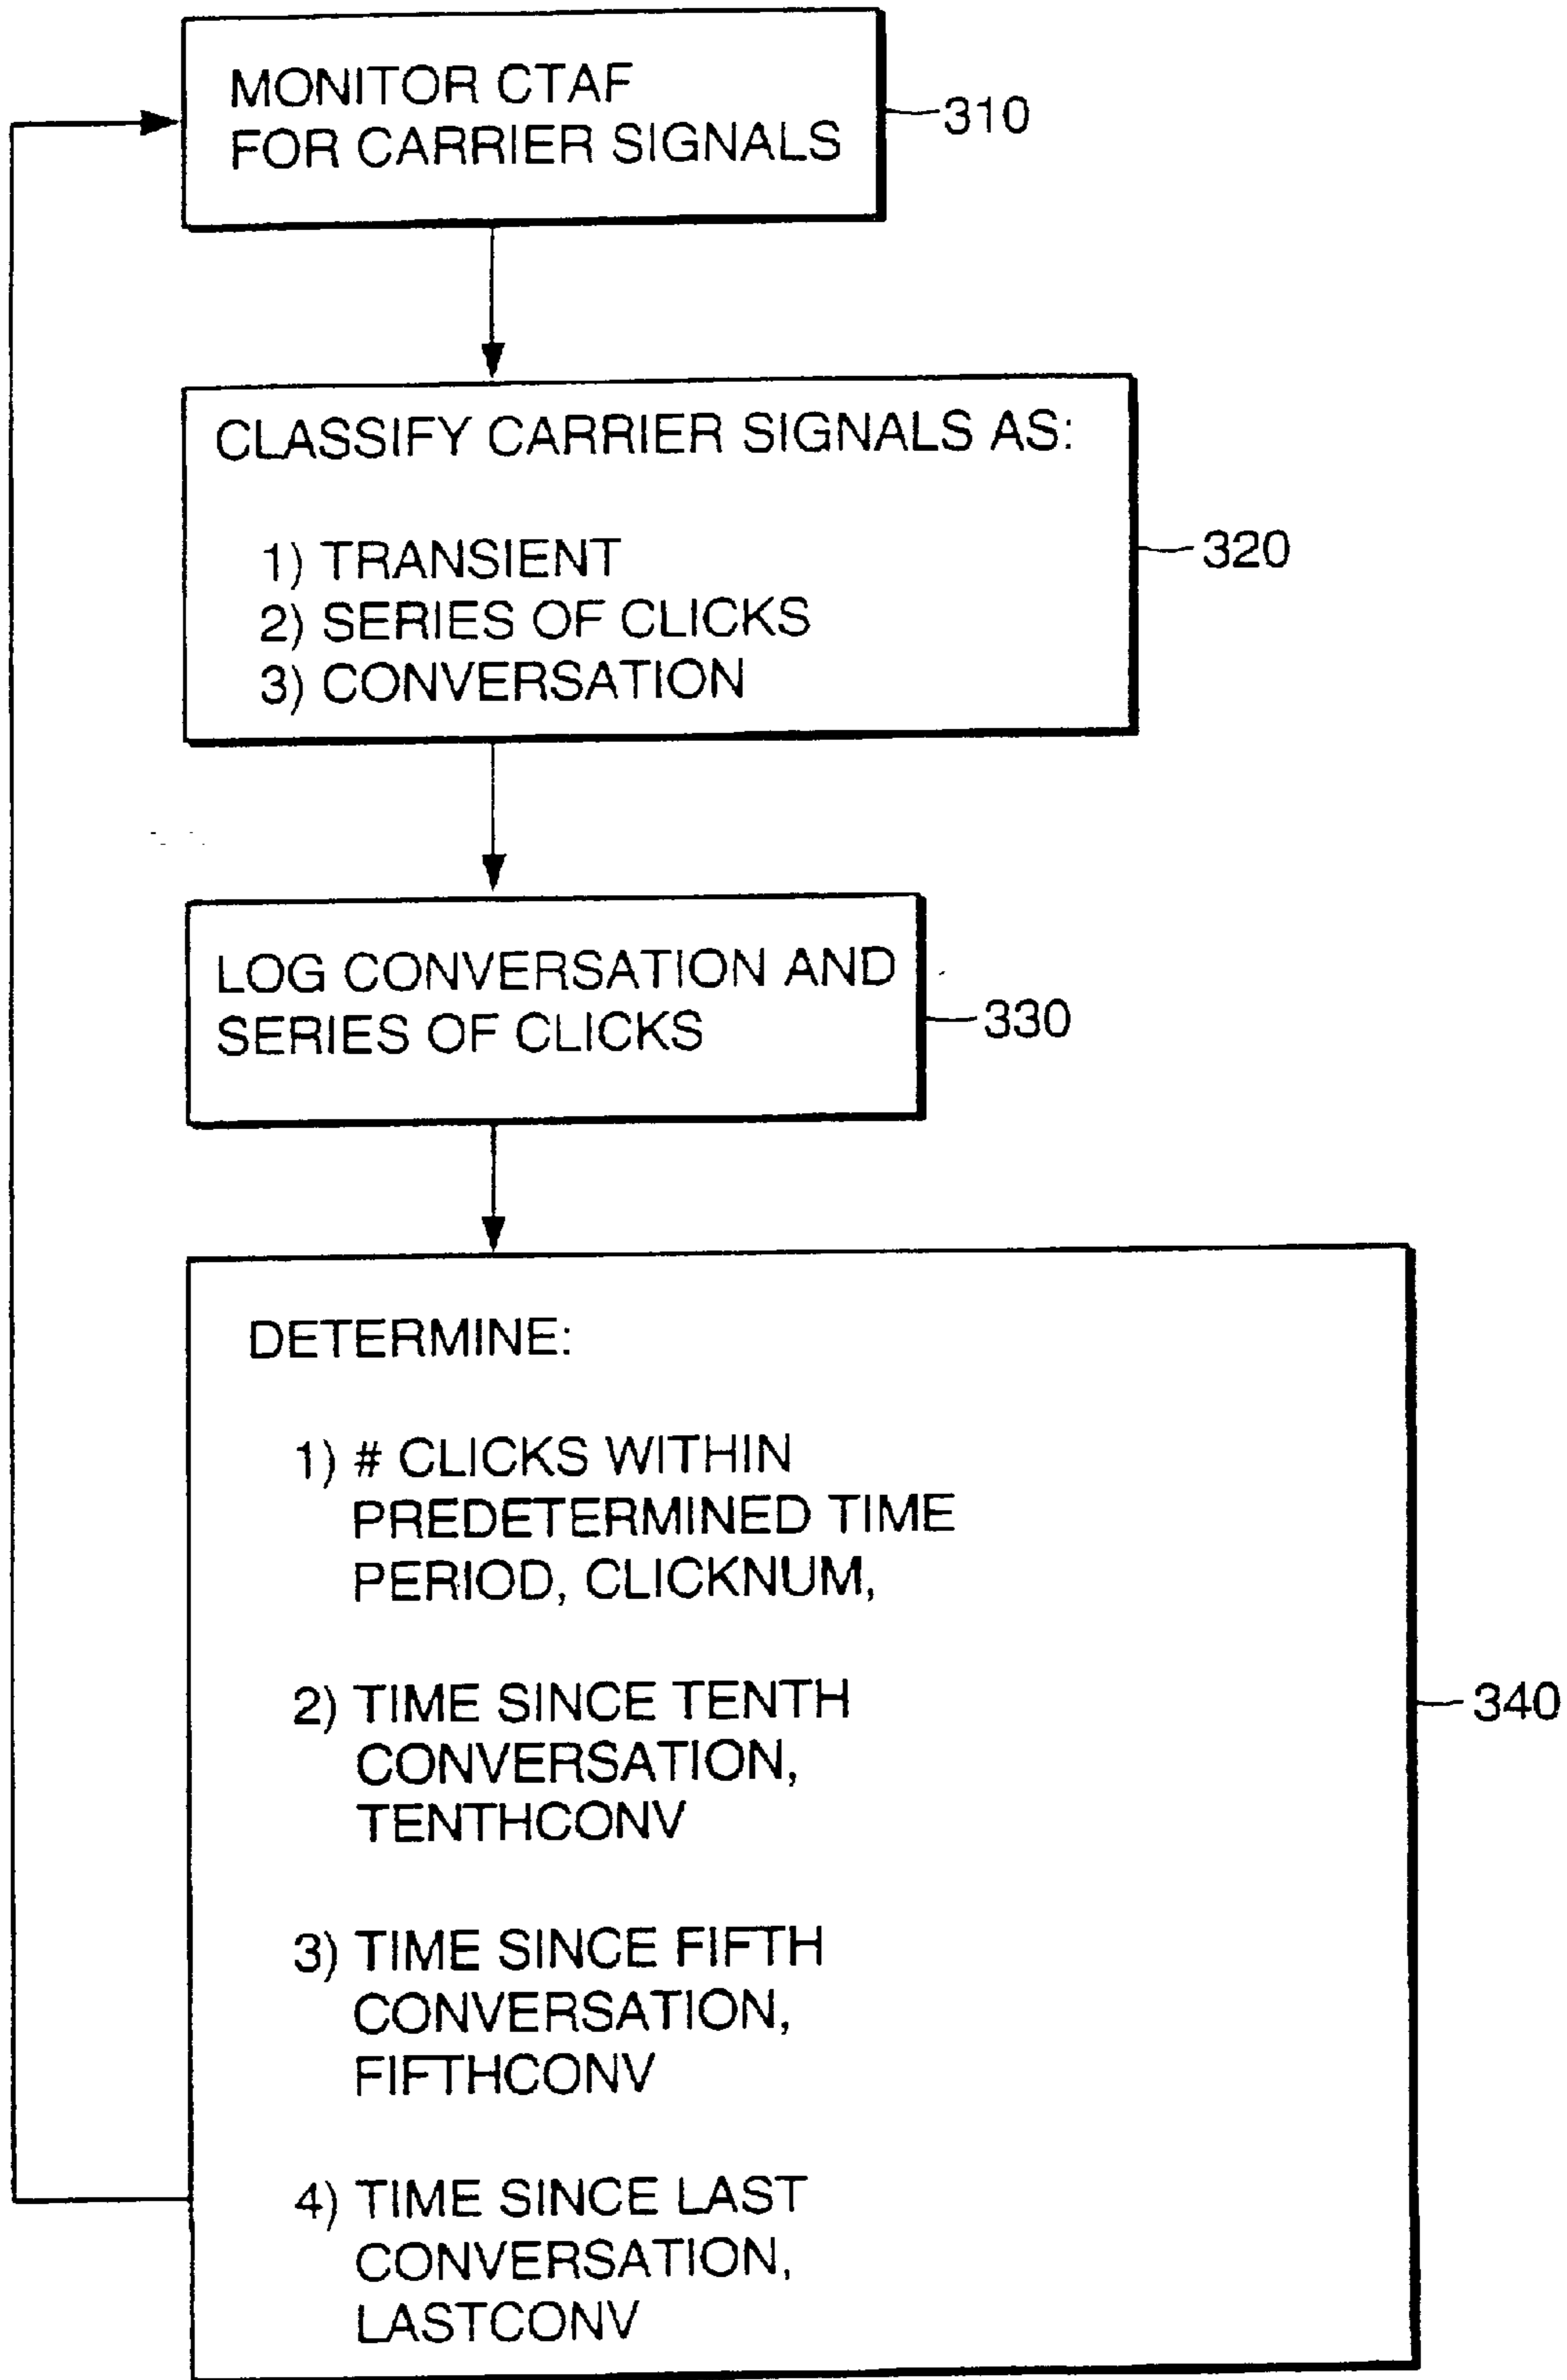 MONITOR CTAF
FOR CARRIER SIGNALS
310
CLASSIFY CARRIER SIGNALS AS:
1) TRANSIENT
2) SERIES OF CLICKS
3) CONVERSATION
320
LOG CONVERSATION AND
SERIES OF CLICKS
330
DETERMINE:
1) # CLICKS WITHIN
PREDETERMINED TIME
PERIOD, CLICKNUM,
2) TIME SINCE TENTH
CONVERSATION,
TENTHCONV
3) TIME SINCE FIFTH
CONVERSATION,
FIFTHCONV
4) TIME SINCE LAST
CONVERSATION,
LASTCONV
340